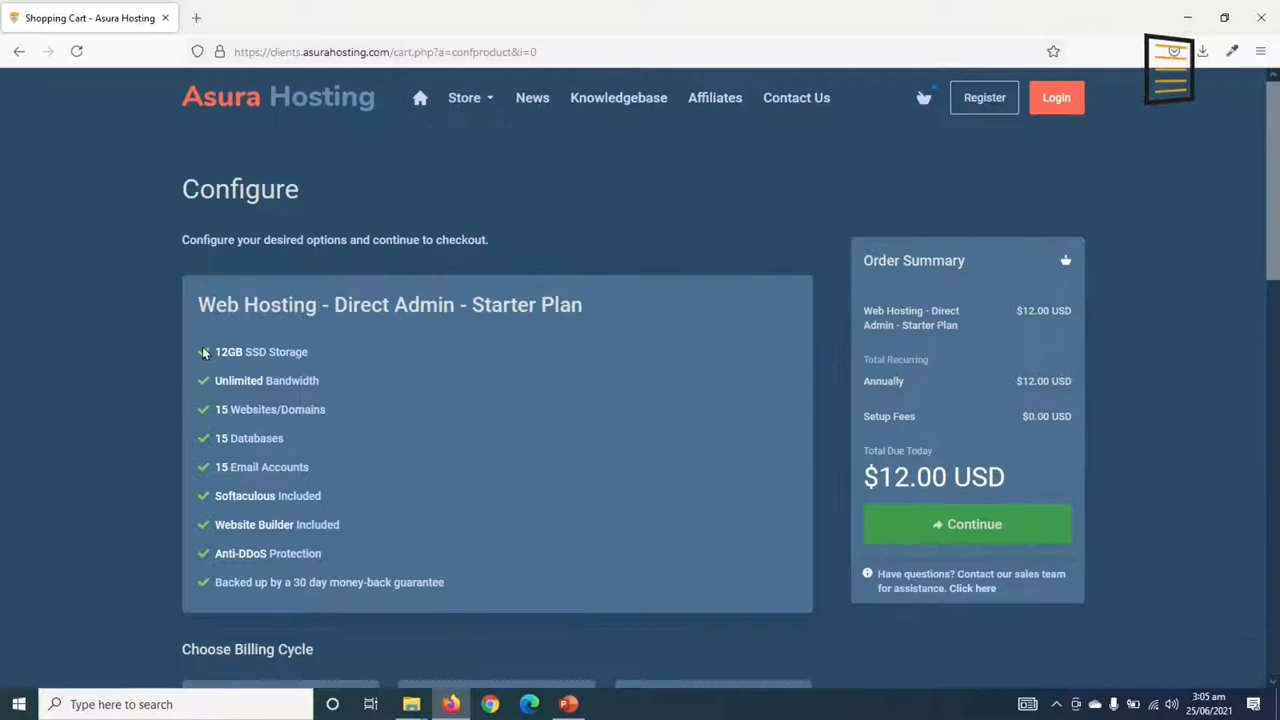 Shopping Cart - Asura Hosting
https://clients.asurahosting.com/cart.php?a=confproduct&i=0
Asura Hosting
Store
News
Knowledgebase
Affiliates
Contact Us
Register
Login
Configure
Configure your desired options and continue to checkout.
Web Hosting - Direct Admin - Starter Plan
12GB SSD Storage
Unlimited Bandwidth
15 Websites/Domains
15 Databases
15 Email Accounts
Softaculous Included
Website Builder Included
Anti-DDoS Protection
Backed up by a 30 day money-back guarantee
Order Summary
Web Hosting - Direct $12.00 USD
Admin - Starter Plan
Total Recurring
Annually $12.00 USD
Setup Fees $0.00 USD
Total Due Today
$12.00 USD
Continue
Have questions? Contact our sales team
for assistance. Click here
Choose Billing Cycle
Type here to search
3:05 am
25/06/2021